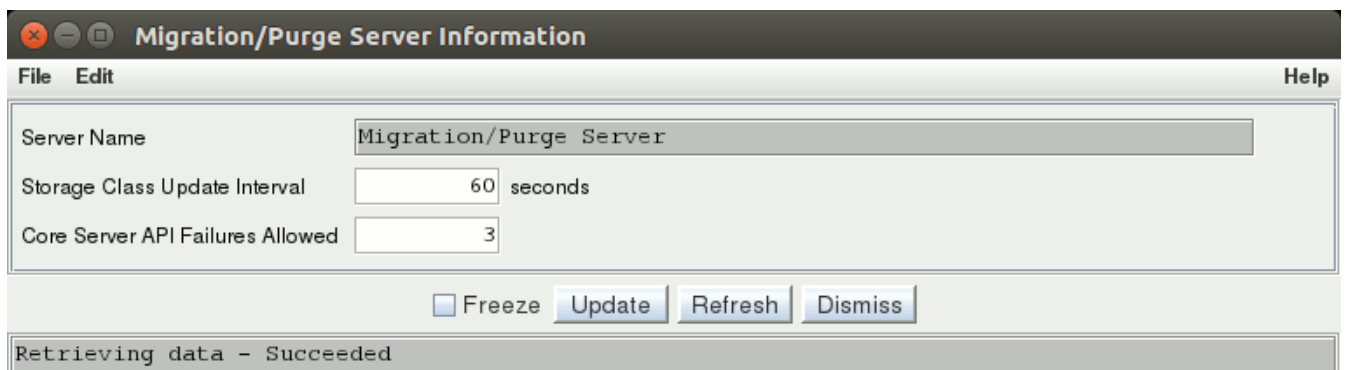 Migration/Purge Server Information
File Edit Help
Server Name Migration/Purge Server
Storage Class Update Interval 60 seconds
Core Server API Failures Allowed 3
Freeze Update Refresh Dismiss
Retrieving data - Succeeded